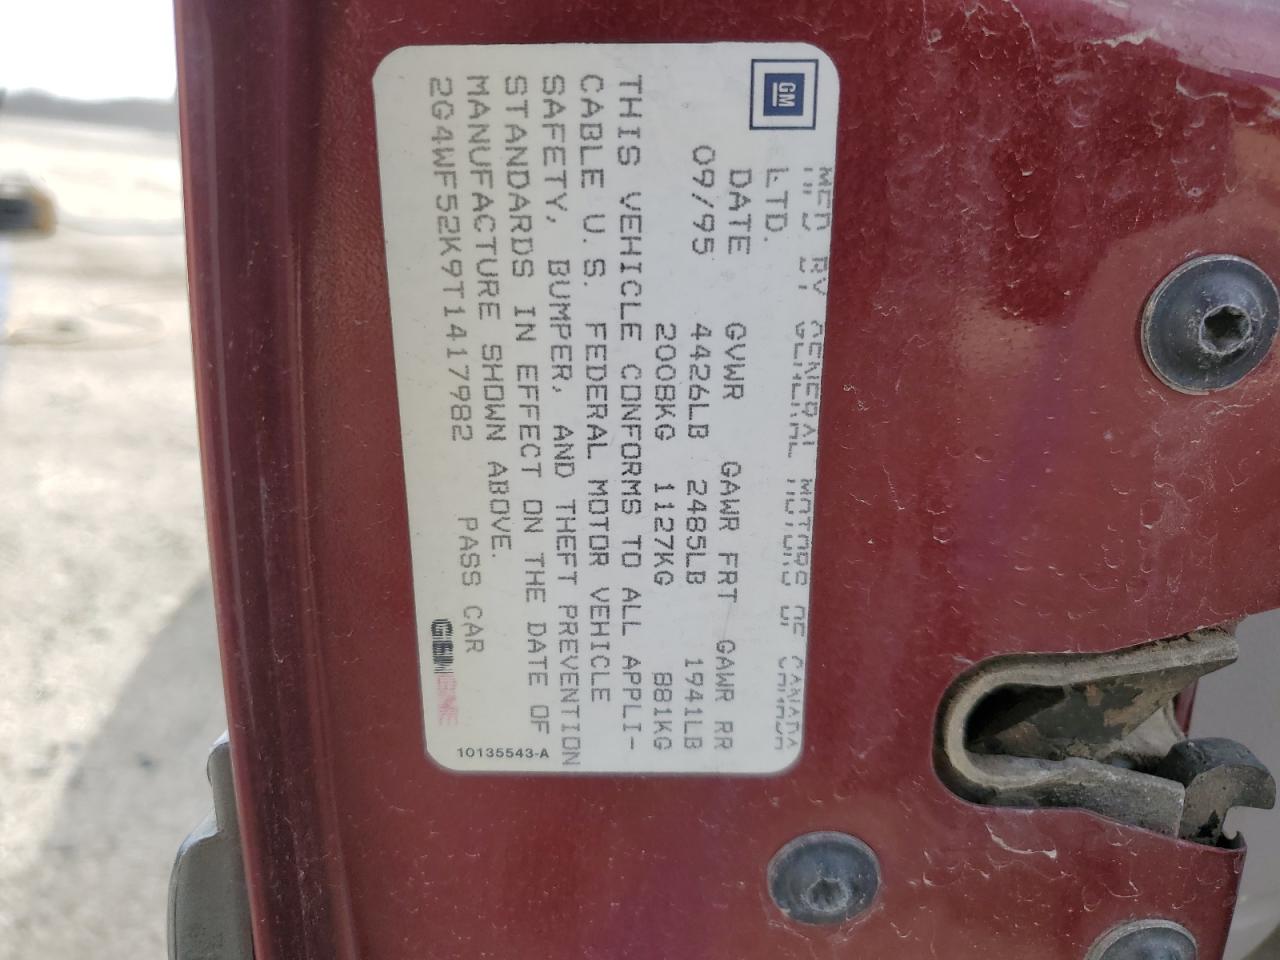 GM
MFD BY GENERAL MOTORS OF CANADA
LTD.
DATE GVWR GAWR FRT GAWR RR
09/95 4426LB 2485LB 1941LB
2008KG 1127KG 881KG
THIS VEHICLE CONFORMS TO ALL APPLI-
CABLE U.S. FEDERAL MOTOR VEHICLE
SAFETY, BUMPER, AND THEFT PREVENTION
STANDARDS IN EFFECT ON THE DATE OF
MANUFACTURE SHOWN ABOVE.
2G4WF52K9T1417982 PASS CAR
10135543-A